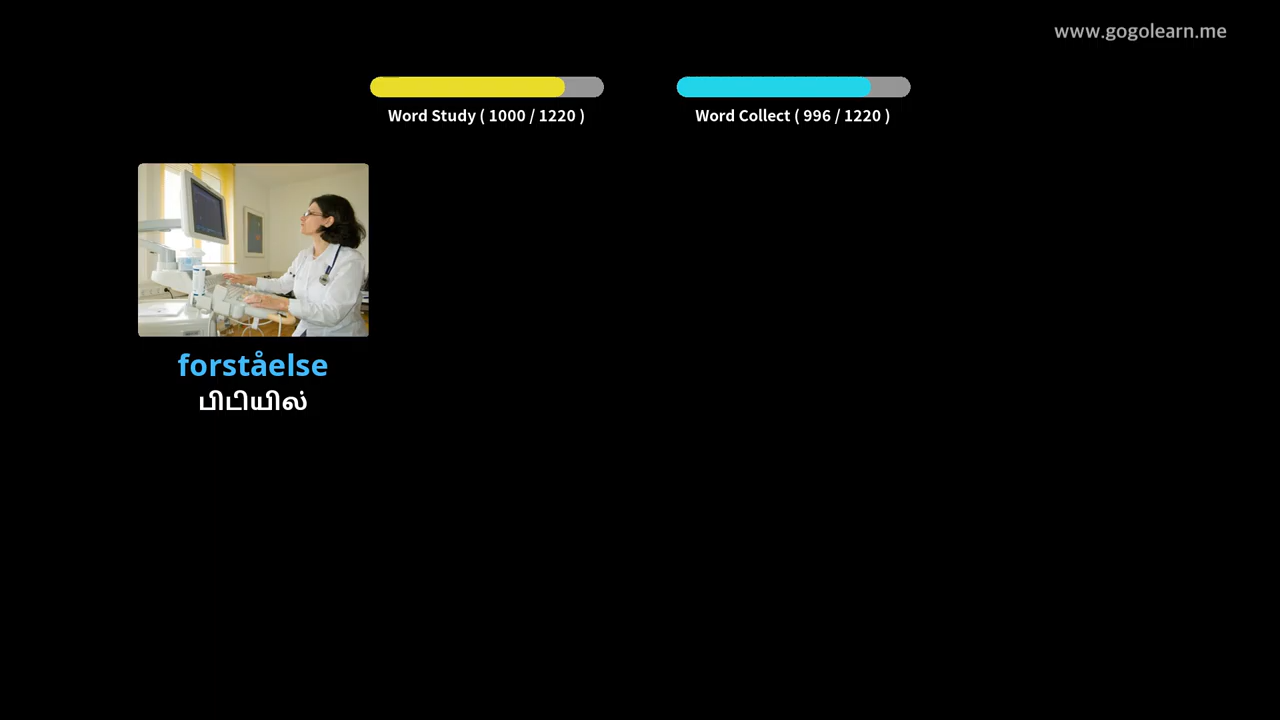 www.gogolearn.me
Word Study ( 1000 / 1220 )
Word Collect ( 996 / 1220 )
forståelse
பிடியில்